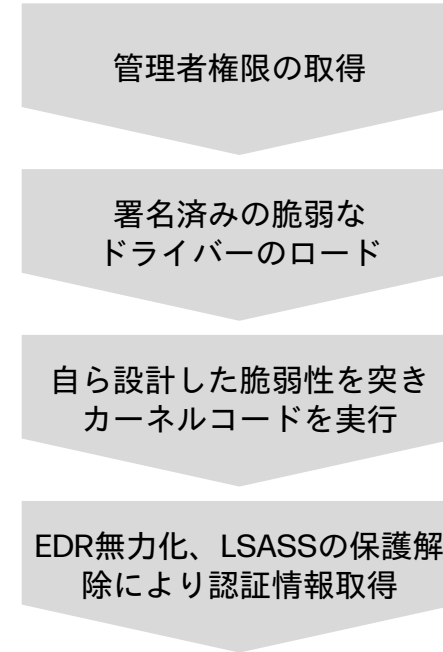 管理者権限の取得
署名済みの脆弱な
ドライバーのロード
自ら設計した脆弱性を突き
カーネルコードを実行
EDR無力化、LSASSの保護解
除により認証情報取得